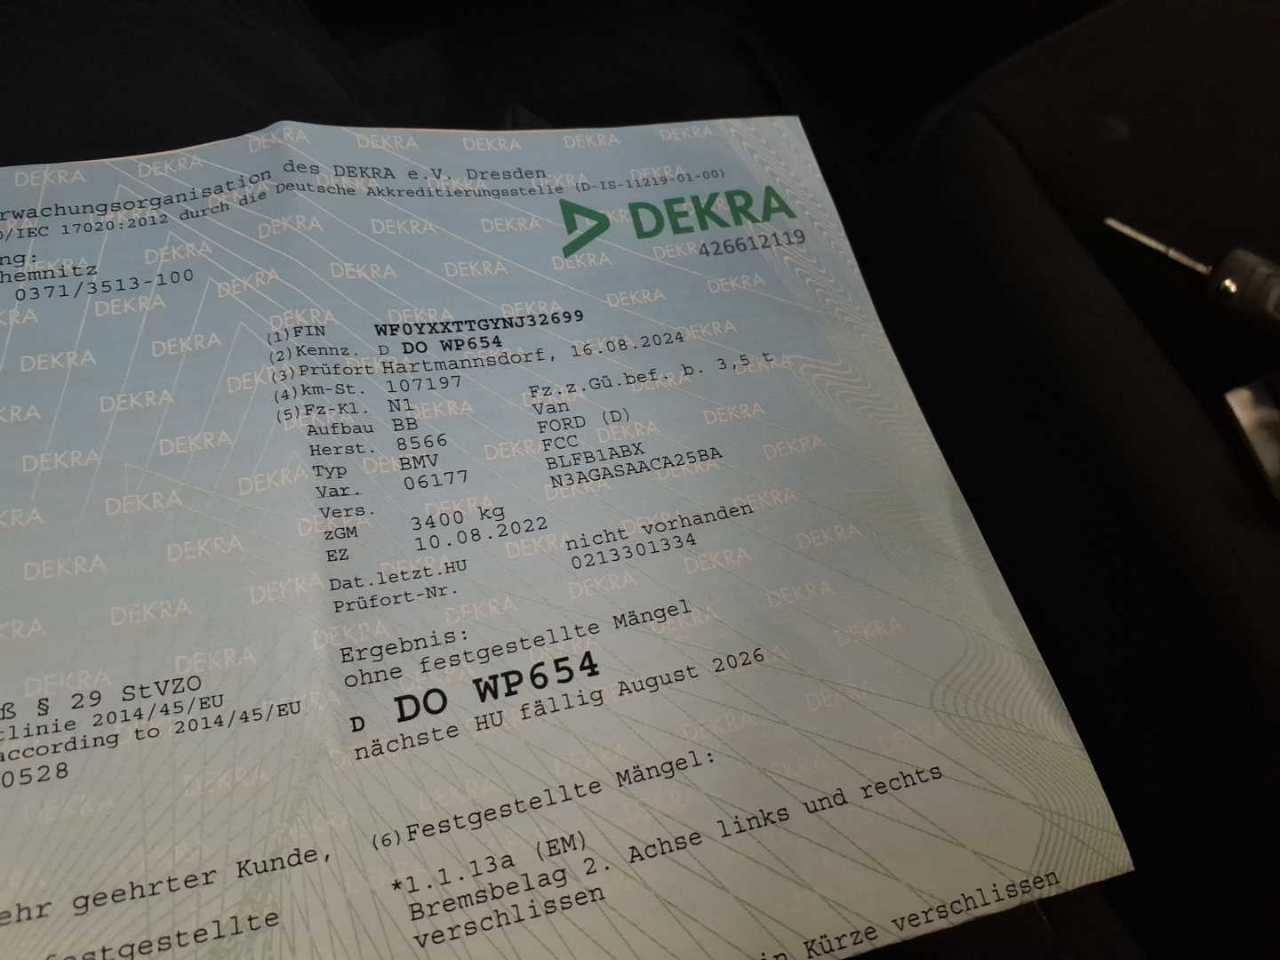 rwachungsorganisation des DEKRA e.V. Dresden
/IEC 17020:2012 durch die Deutsche Akkreditierungsstelle (D-IS-11219-01-00)
DEKRA
426612119
ng:
hemnitz
0371/3513-100
(1) FIN WF0YXXTTGYNJ32699
(2) Kennz. D DO WP654
(3) Prüfort Hartmannsdorf, 16.08.2024
(4) km-St. 107197
(5) Fz-Kl. N1 Fz.z.Gü.bef. b. 3,5 t
Aufbau BB Van
Herst. 8566 FORD (D)
Typ BMV FCC
Var. 06177 BLFB1ABX
Vers. N3AGASAACA25BA
zGM 3400 kg
EZ 10.08.2022
Dat.letzt.HU nicht vorhanden
Prüfort-Nr. 0213301334
Ergebnis:
ohne festgestellte Mängel
D DO WP654
nächste HU fällig August 2026
ß § 29 StVZO
tlinie 2014/45/EU
according to 2014/45/EU
0528
ehr geehrter Kunde,
festgestellte
(6) Festgestellte Mängel:
*1.1.13a (EM)
Bremsbelag 2. Achse links und rechts
verschlissen
in Kürze verschlissen